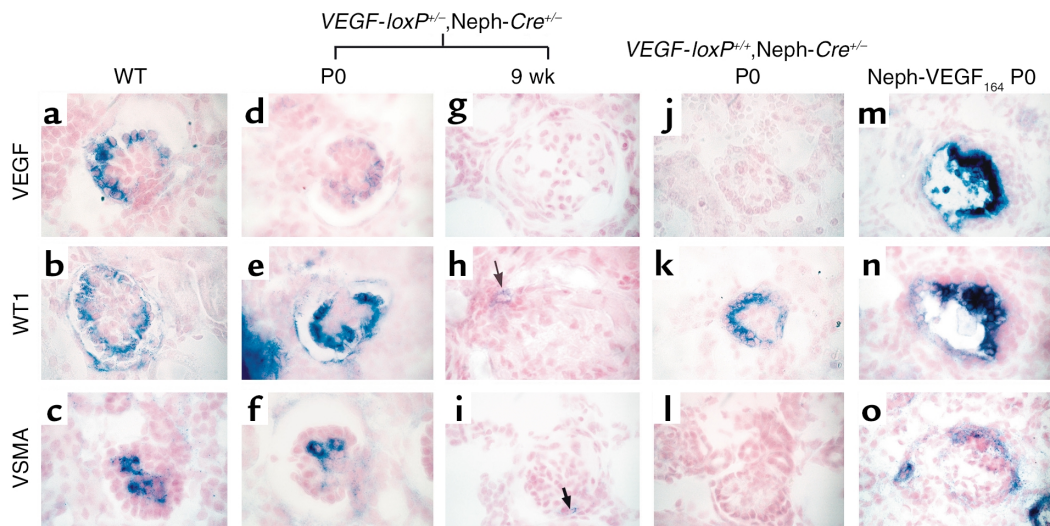 VEGF-loxP+/-,Neph-Cre+/-
VEGF-loxP+/+,Neph-Cre+/-
WT P0 9 wk P0 Neph-VEGF164 P0
VEGF a d g j m
WT1 b e h k n
VSMA c f i l o